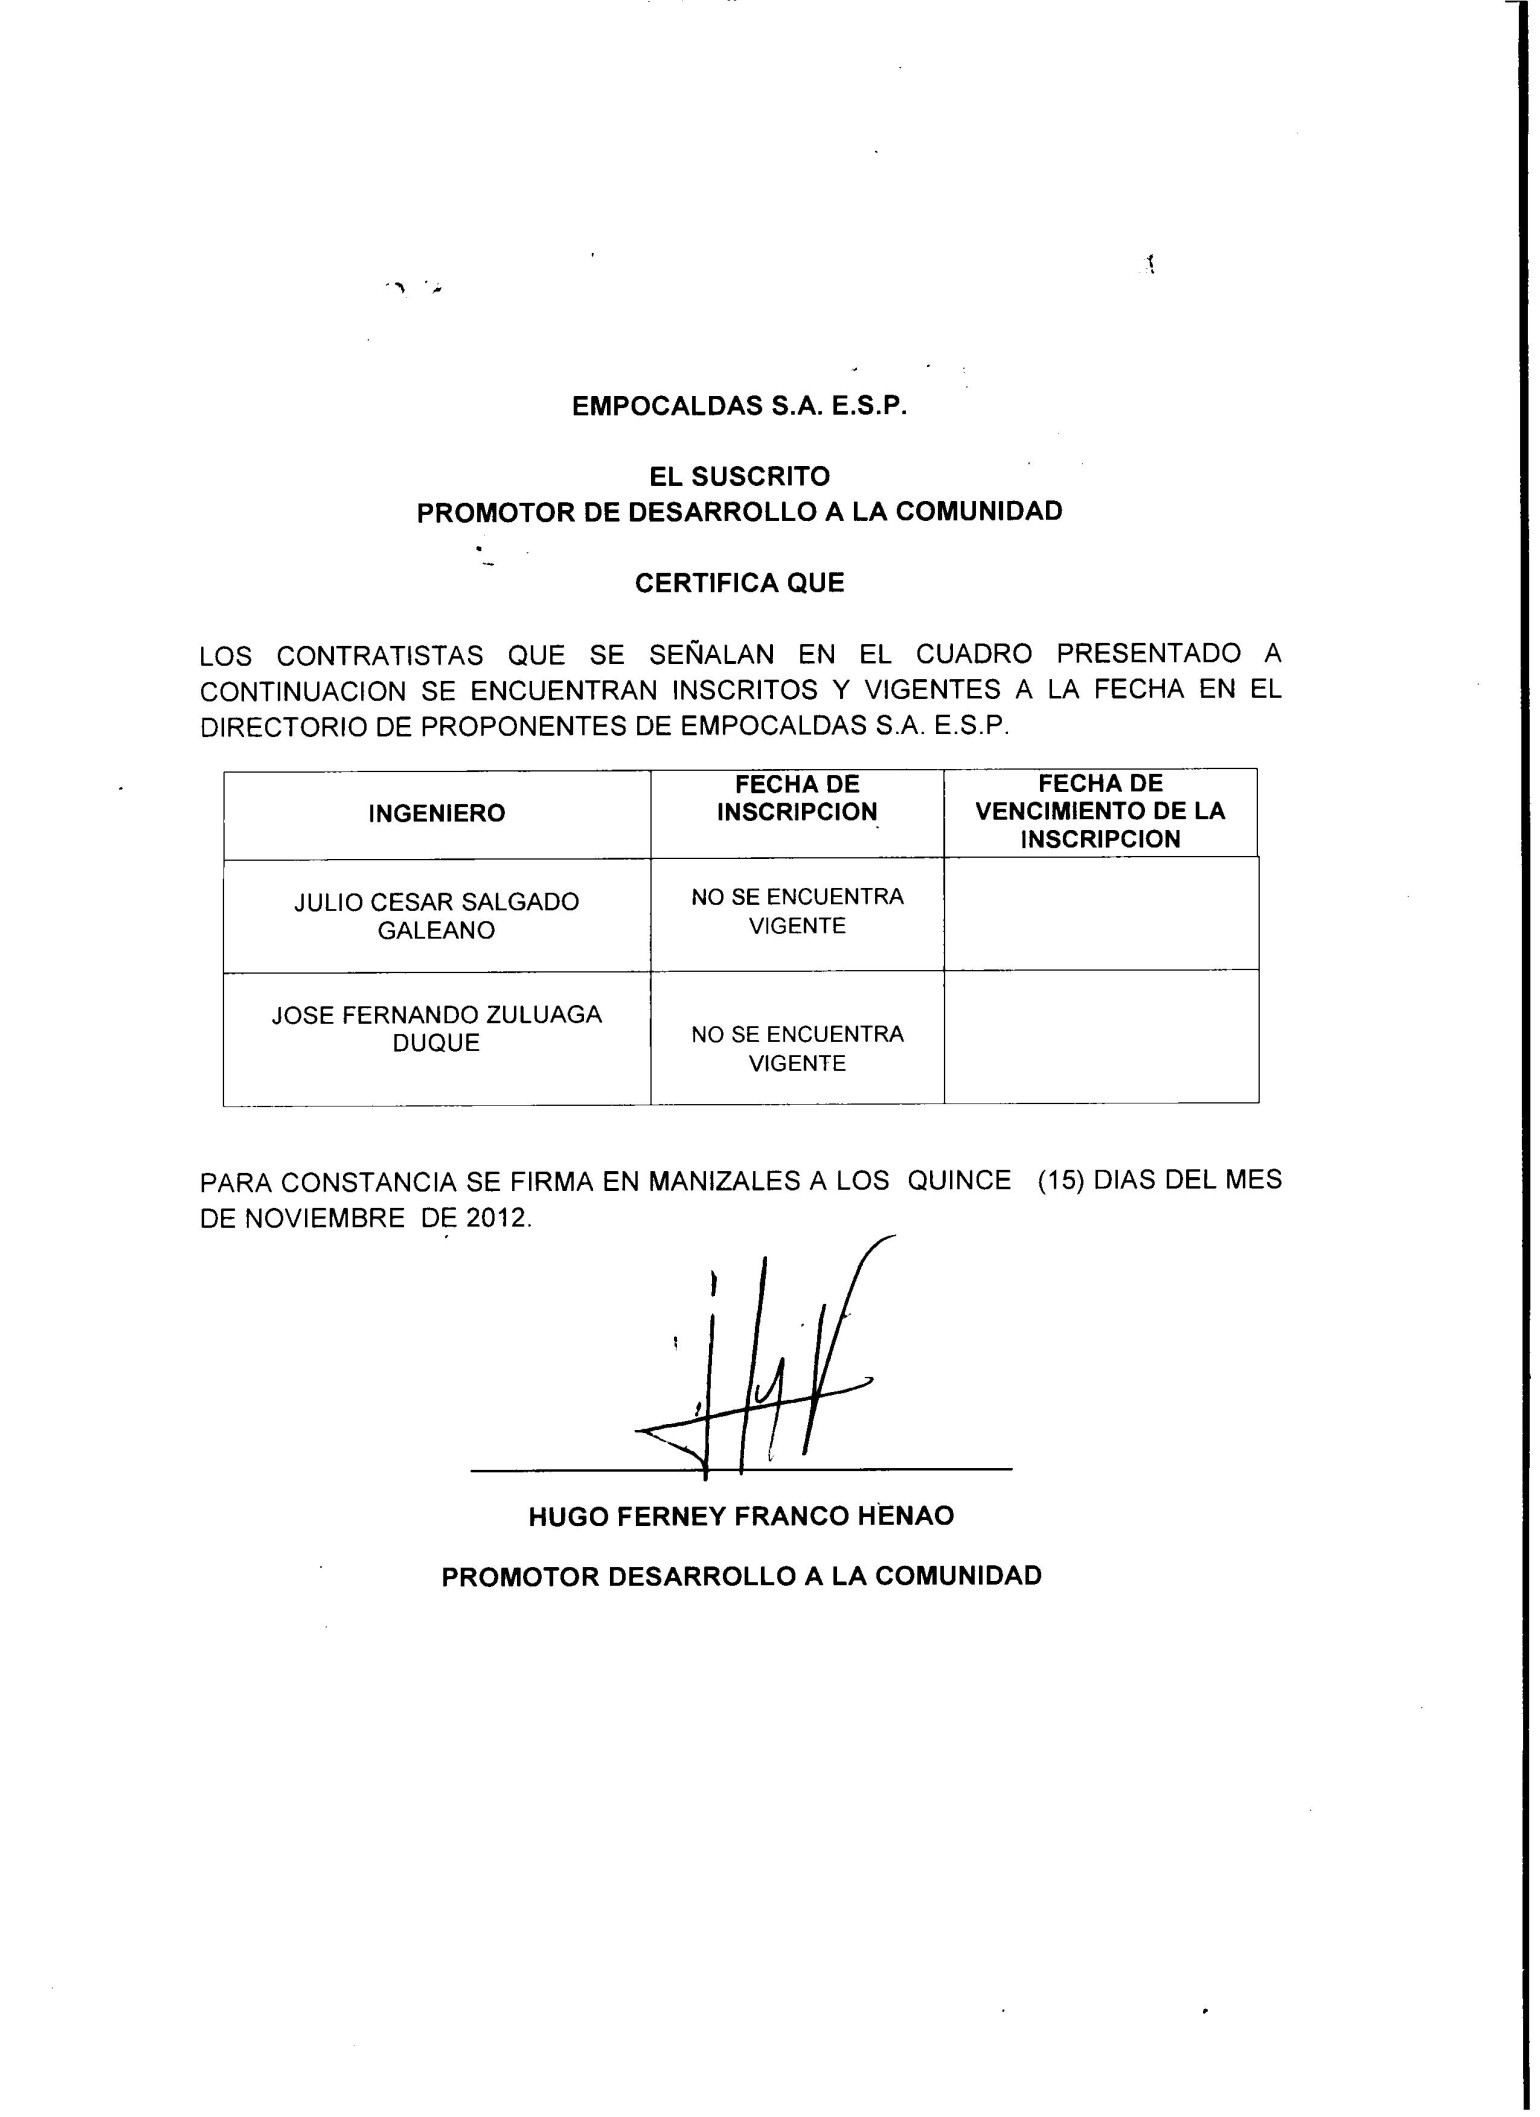 EMPOCALDAS S.A. E.S.P.
EL SUSCRITO
PROMOTOR DE DESARROLLO A LA COMUNIDAD
CERTIFICA QUE
LOS CONTRATISTAS QUE SE SEÑALAN EN EL CUADRO PRESENTADO A
CONTINUACION SE ENCUENTRAN INSCRITOS Y VIGENTES A LA FECHA EN EL
DIRECTORIO DE PROPONENTES DE EMPOCALDAS S.A. E.S.P.
INGENIERO
FECHA DE
INSCRIPCION
FECHA DE
VENCIMIENTO DE LA
INSCRIPCION
JULIO CESAR SALGADO
GALEANO
NO SE ENCUENTRA
VIGENTE
JOSE FERNANDO ZULUAGA
DUQUE
NO SE ENCUENTRA
VIGENTE
PARA CONSTANCIA SE FIRMA EN MANIZALES A LOS QUINCE (15) DIAS DEL MES
DE NOVIEMBRE DE 2012.
HUGO FERNEY FRANCO HENAO
PROMOTOR DESARROLLO A LA COMUNIDAD